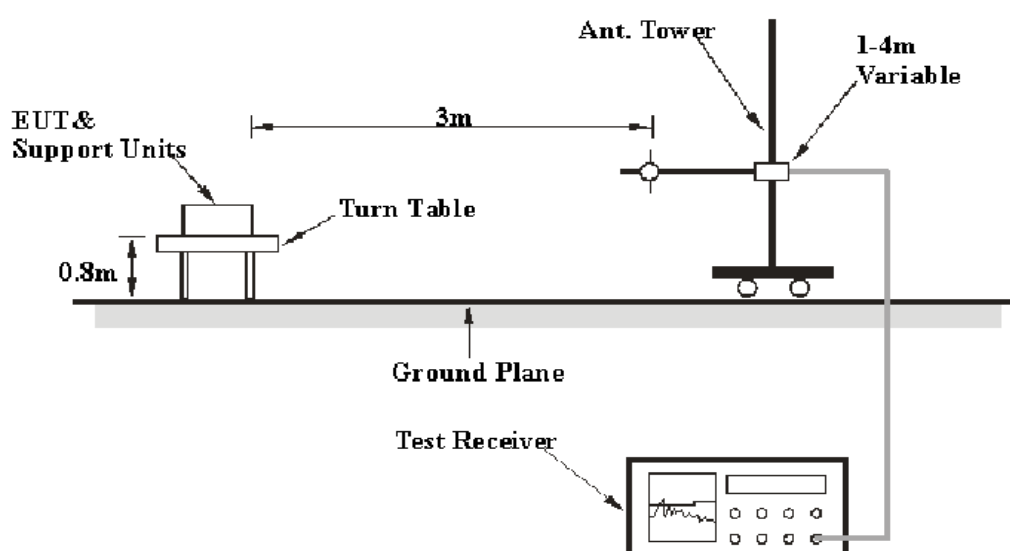 Ant. Tower
1-4m
Variable
3m
EUT&
Support Units
Turn Table
0.8m
Ground Plane
Test Receiver